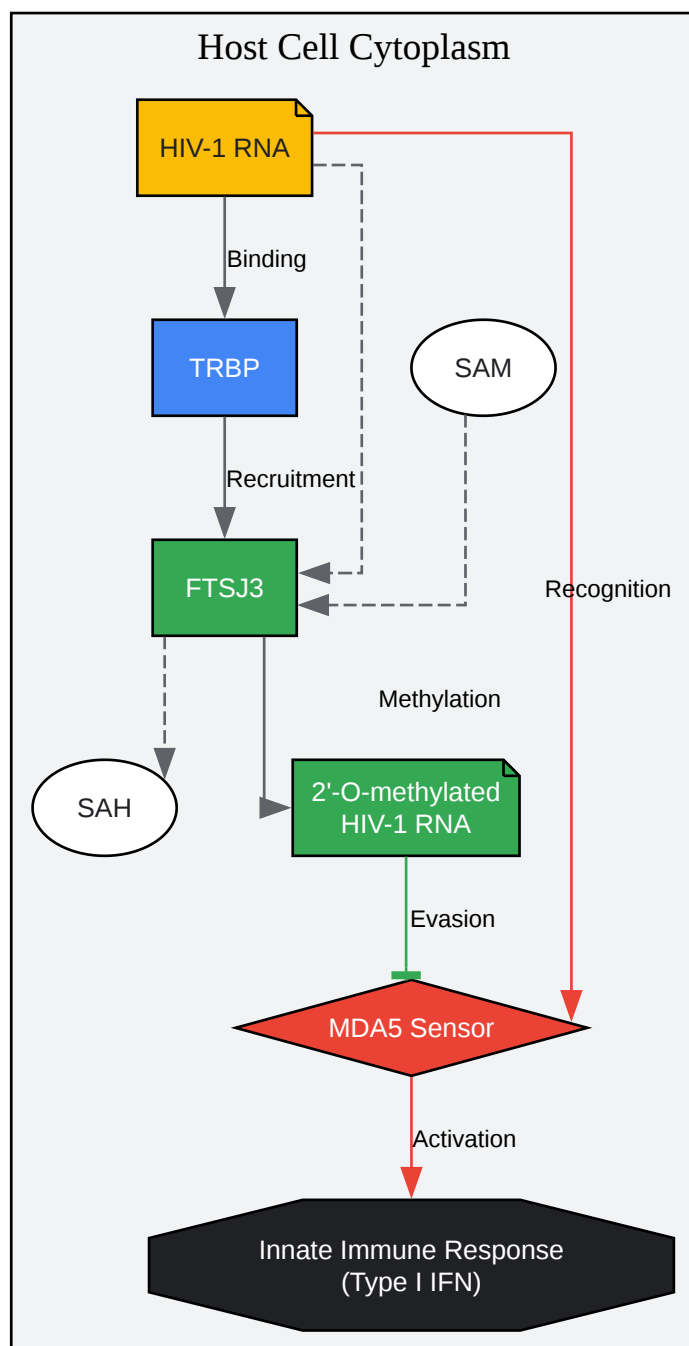 Host Cell Cytoplasm
HIV-1 RNA
Binding
TRBP
SAM
Recruitment
FTSJ3
Recognition
Methylation
SAH
2'-O-methylated
HIV-1 RNA
Evasion
MDA5 Sensor
Activation
Innate Immune Response
(Type I IFN)